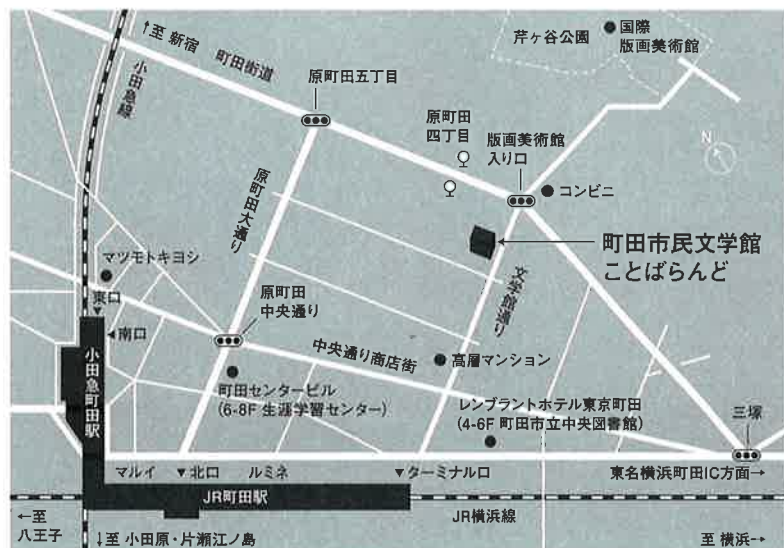 ↑至 新宿
町田街道
小田急線
芹ヶ谷公園
国際
版画美術館
原町田五丁目
原町田
四丁目
版画美術館
入り口
N
コンビニ
原町田大通り
町田市民文学館
ことばらんど
文学館通り
マツモトキヨシ
東口
◀南口
小田急町田駅
原町田
中央通り
中央通り商店街
高層マンション
町田センタービル
(6-8F 生涯学習センター)
レンブラントホテル東京町田
(4-6F 町田市立中央図書館)
三塚
マルイ
▼北口
ルミネ
▼ターミナル口
東名横浜町田IC方面→
JR町田駅
JR横浜線
←至
八王子
↓至 小田原・片瀬江ノ島
至 横浜→